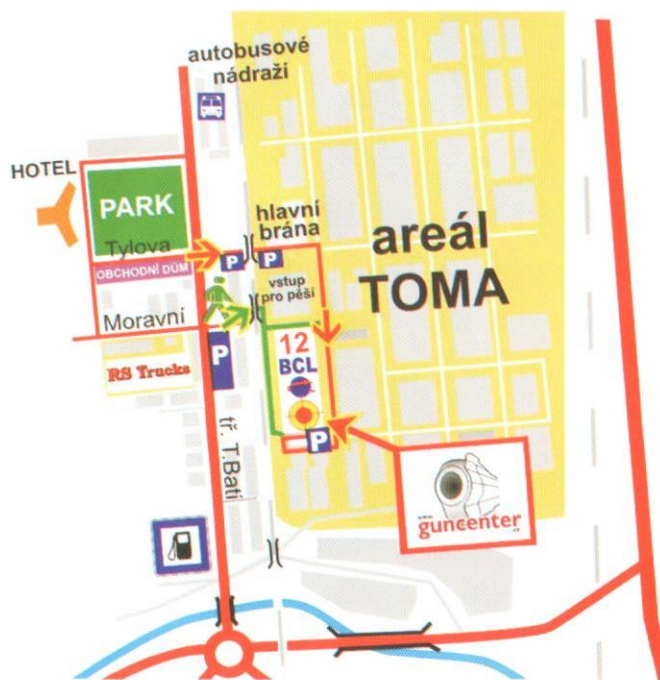 autobusové
nádraží
HOTEL
PARK
hlavní
brána
Tylova
OBCHODNÍ DŮM
P
P
areál
TOMA
vstup
pro pěší
Moravní
12
BCL
P
RS Trucks
tř. T.Bati
P
guncenter